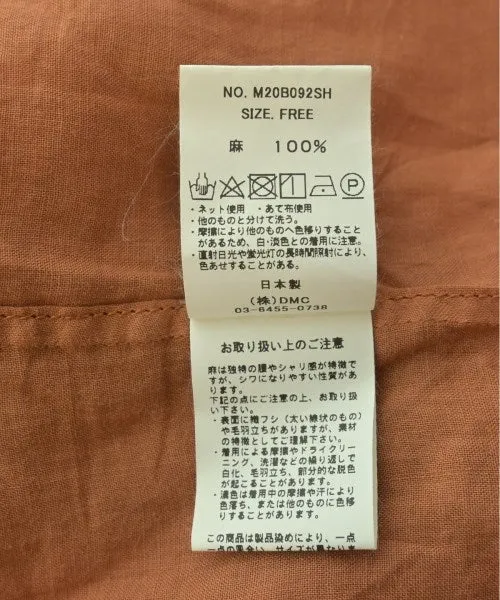 NO. M20B092SH
SIZE. FREE
麻 100%
P
・ネット使用 ・あて布使用
・他のものと分けて洗う。
・摩擦により他のものへ色移りすること
があるため、白・淡色との着用に注意。
・直射日光や蛍光灯の長時間照射により、
色あせすることがある。
日本製
(株)DMC
03-6455-0738
お取り扱い上のご注意
麻は独特の腰やシャリ感が特徴で
すが、シワになりやすい性質があ
ります。
下記の点にご注意の上、お取り扱
い下さい。
・表面に織フシ(太い線状のもの)
や毛羽立ちがありますが、素材
の特徴としてご理解下さい。
・着用による摩擦やドライクリー
ニング、洗濯などの繰り返しで
白化、毛羽立ち、部分的な脱色
が起こることがあります。
・濃色は着用中の摩擦や汗により
色落ち、または他のものに色移
りすることがあります。
この商品は製品染めにより、一点
一点の風合い、サイズが異なりま